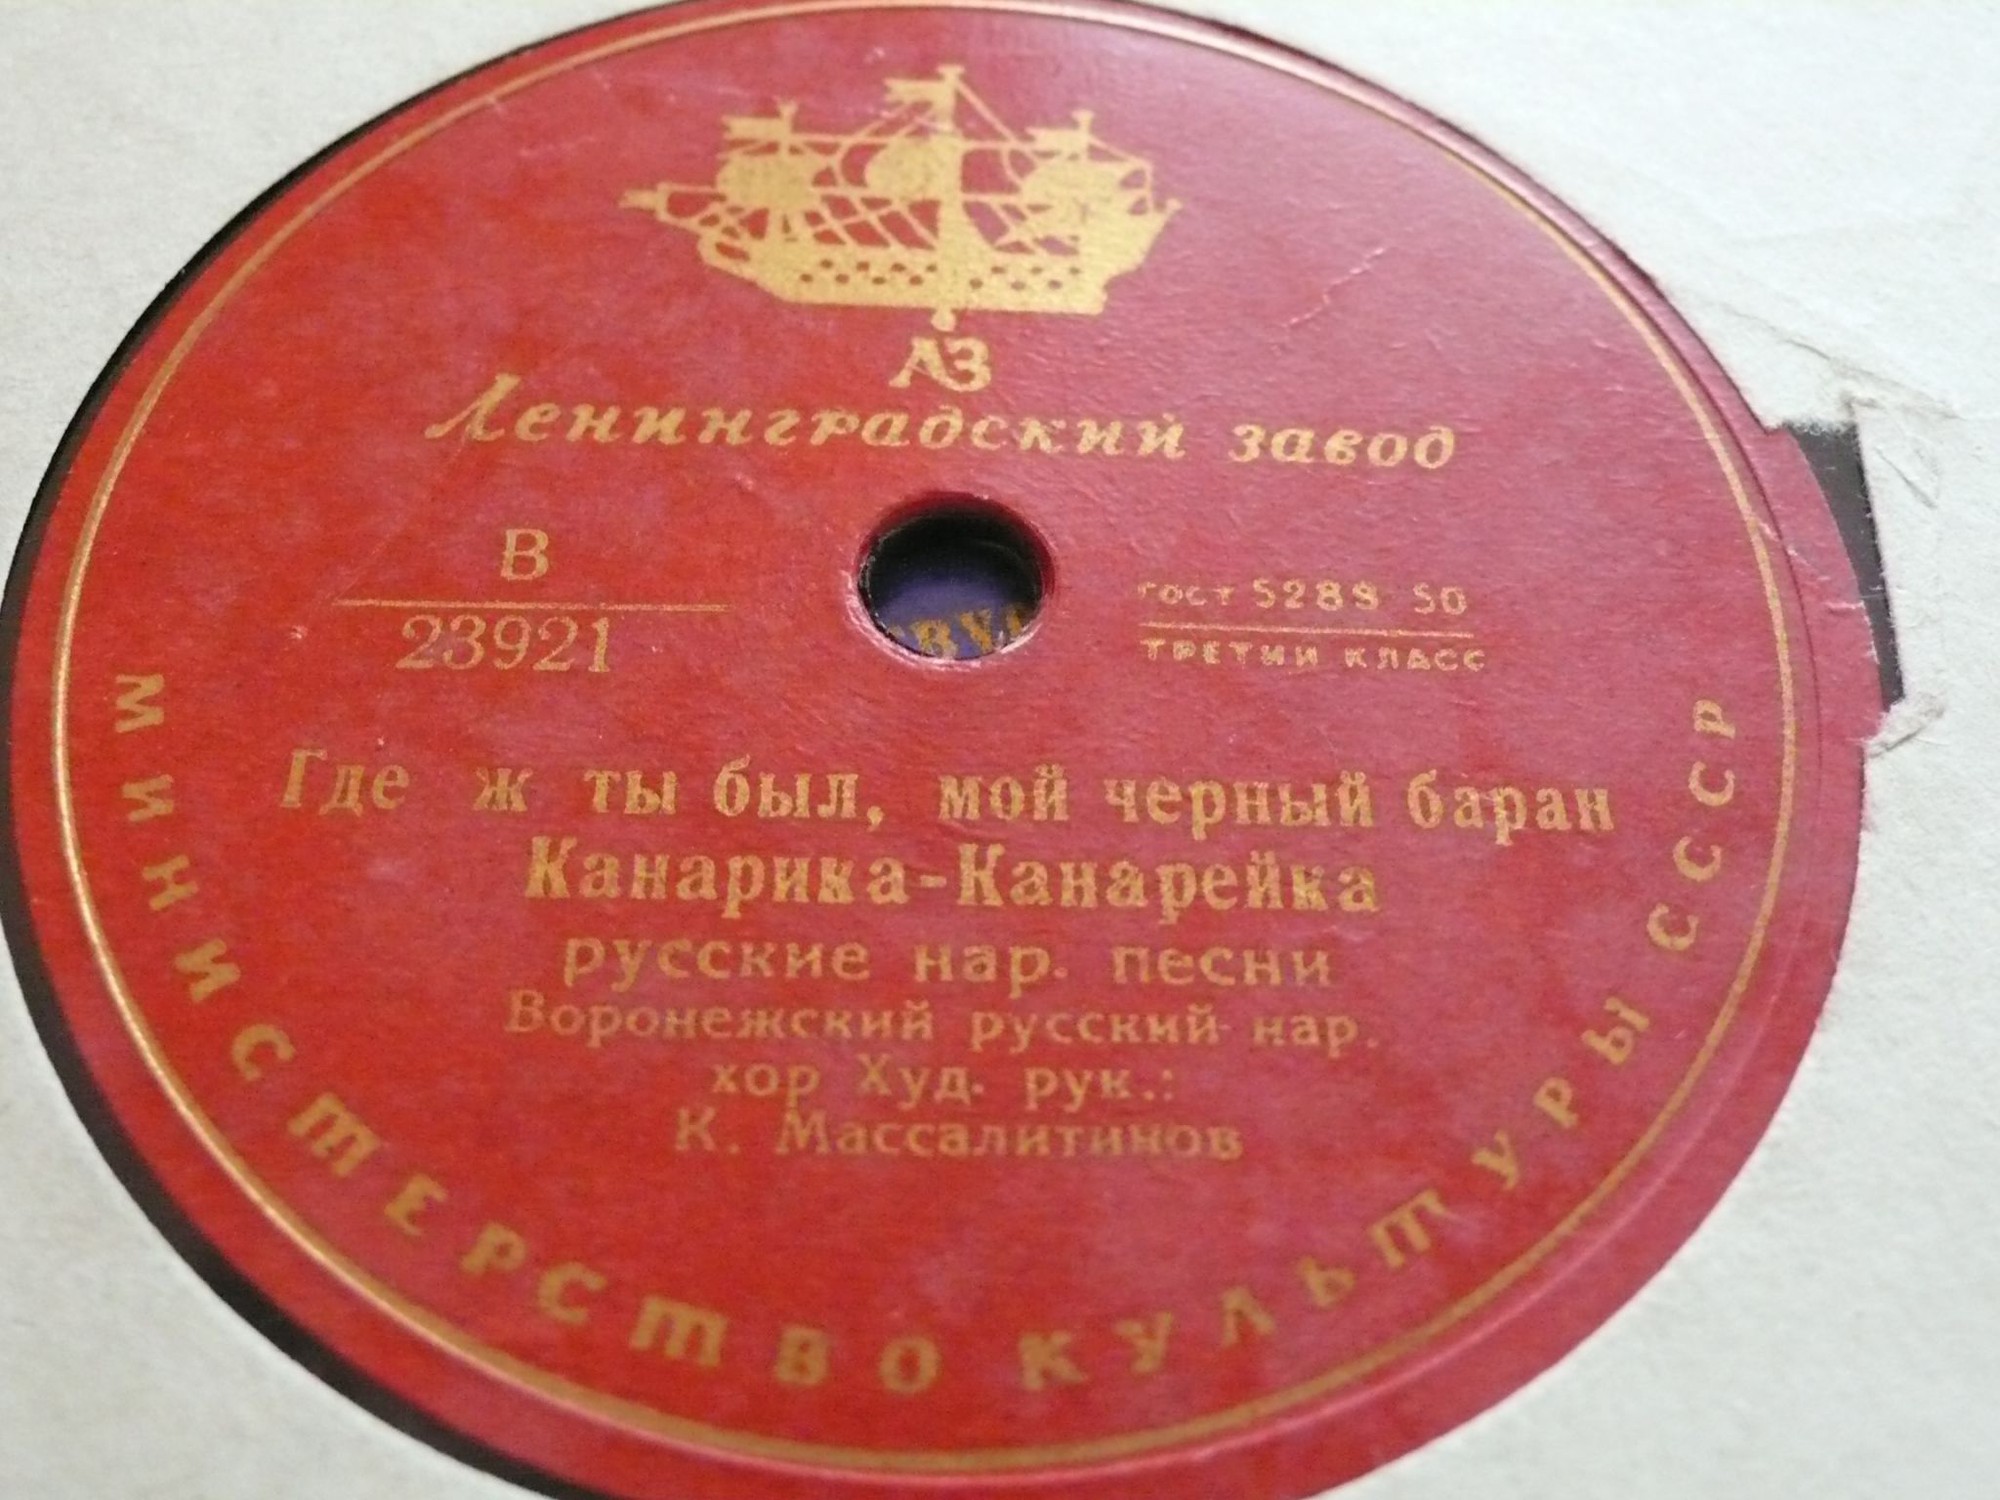 ЛЗ
Ленинградский завод
В
23921
ГОСТ 5289 50
ТРЕТИЙ КЛАСС
Где ж ты был, мой черный баран
Канарика-Канарейка
русские нар. песни
Воронежский русский нар.
хор Худ. рук.:
К. Массалитинов
МИНИСТЕРСТВО КУЛЬТУРЫ СССР